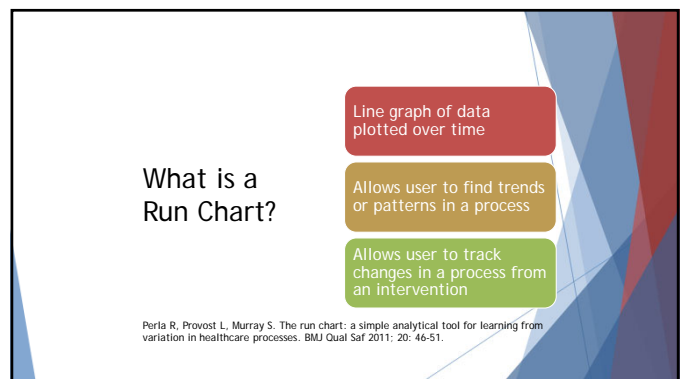 What is a
Run Chart?
Line graph of data
plotted over time
Allows user to find trends
or patterns in a process
Allows user to track
changes in a process from
an intervention
Perla R, Provost L, Murray S. The run chart: a simple analytical tool for learning from
variation in healthcare processes. BMJ Qual Saf 2011; 20: 46-51.